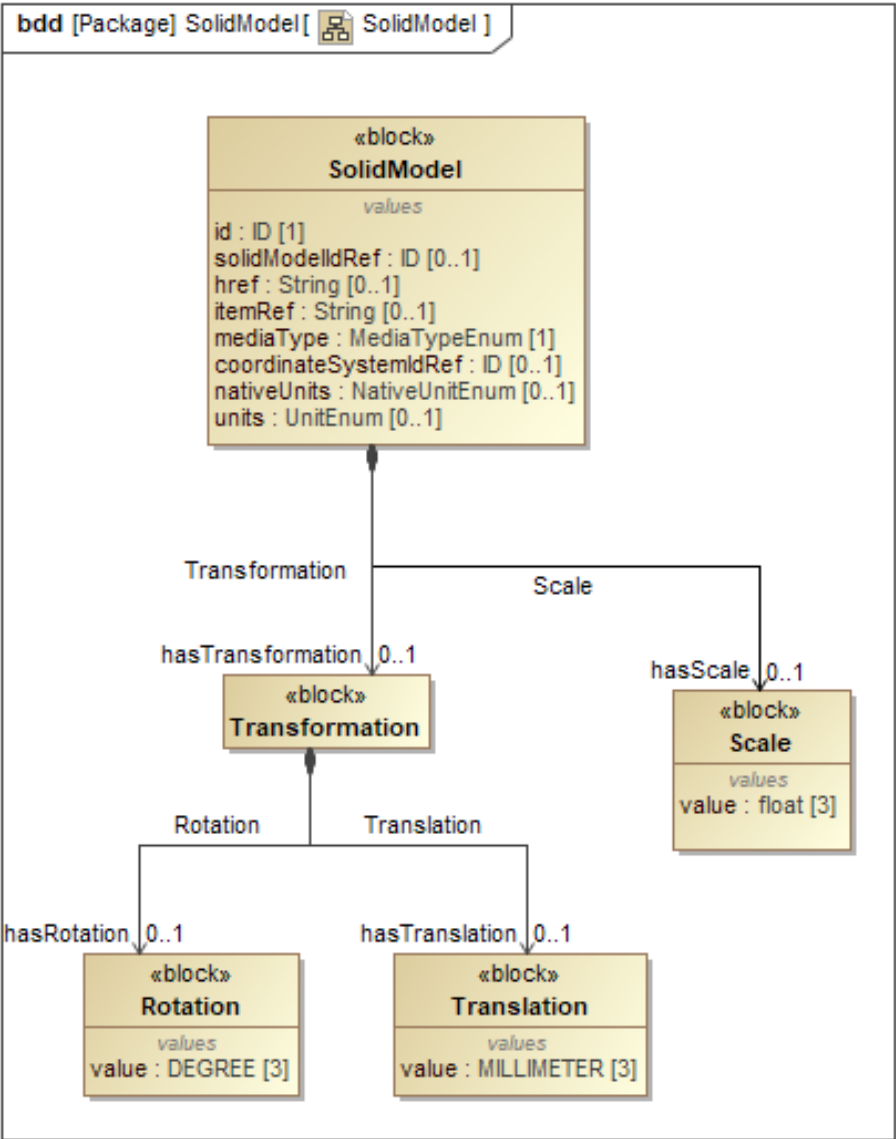 bdd [Package] SolidModel[ SolidModel ]
«block»
SolidModel
values
id : ID [1]
solidModelIdRef : ID [0..1]
href : String [0..1]
itemRef : String [0..1]
mediaType : MediaTypeEnum [1]
coordinateSystemIdRef : ID [0..1]
nativeUnits : NativeUnitEnum [0..1]
units : UnitEnum [0..1]
Transformation
Scale
hasTransformation 0..1
hasScale 0..1
«block»
Transformation
«block»
Scale
values
value : float [3]
Rotation
Translation
hasRotation 0..1
hasTranslation 0..1
«block»
Rotation
values
value : DEGREE [3]
«block»
Translation
values
value : MILLIMETER [3]